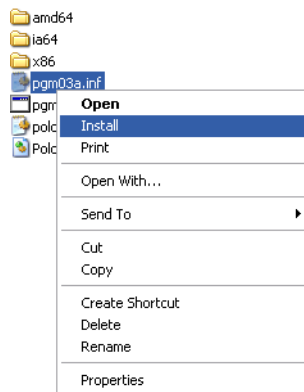 amd64
ia64
x86
pgm03a.inf
pgm
polc
Polc
Open
Install
Print
Open With...
Send To
Cut
Copy
Create Shortcut
Delete
Rename
Properties